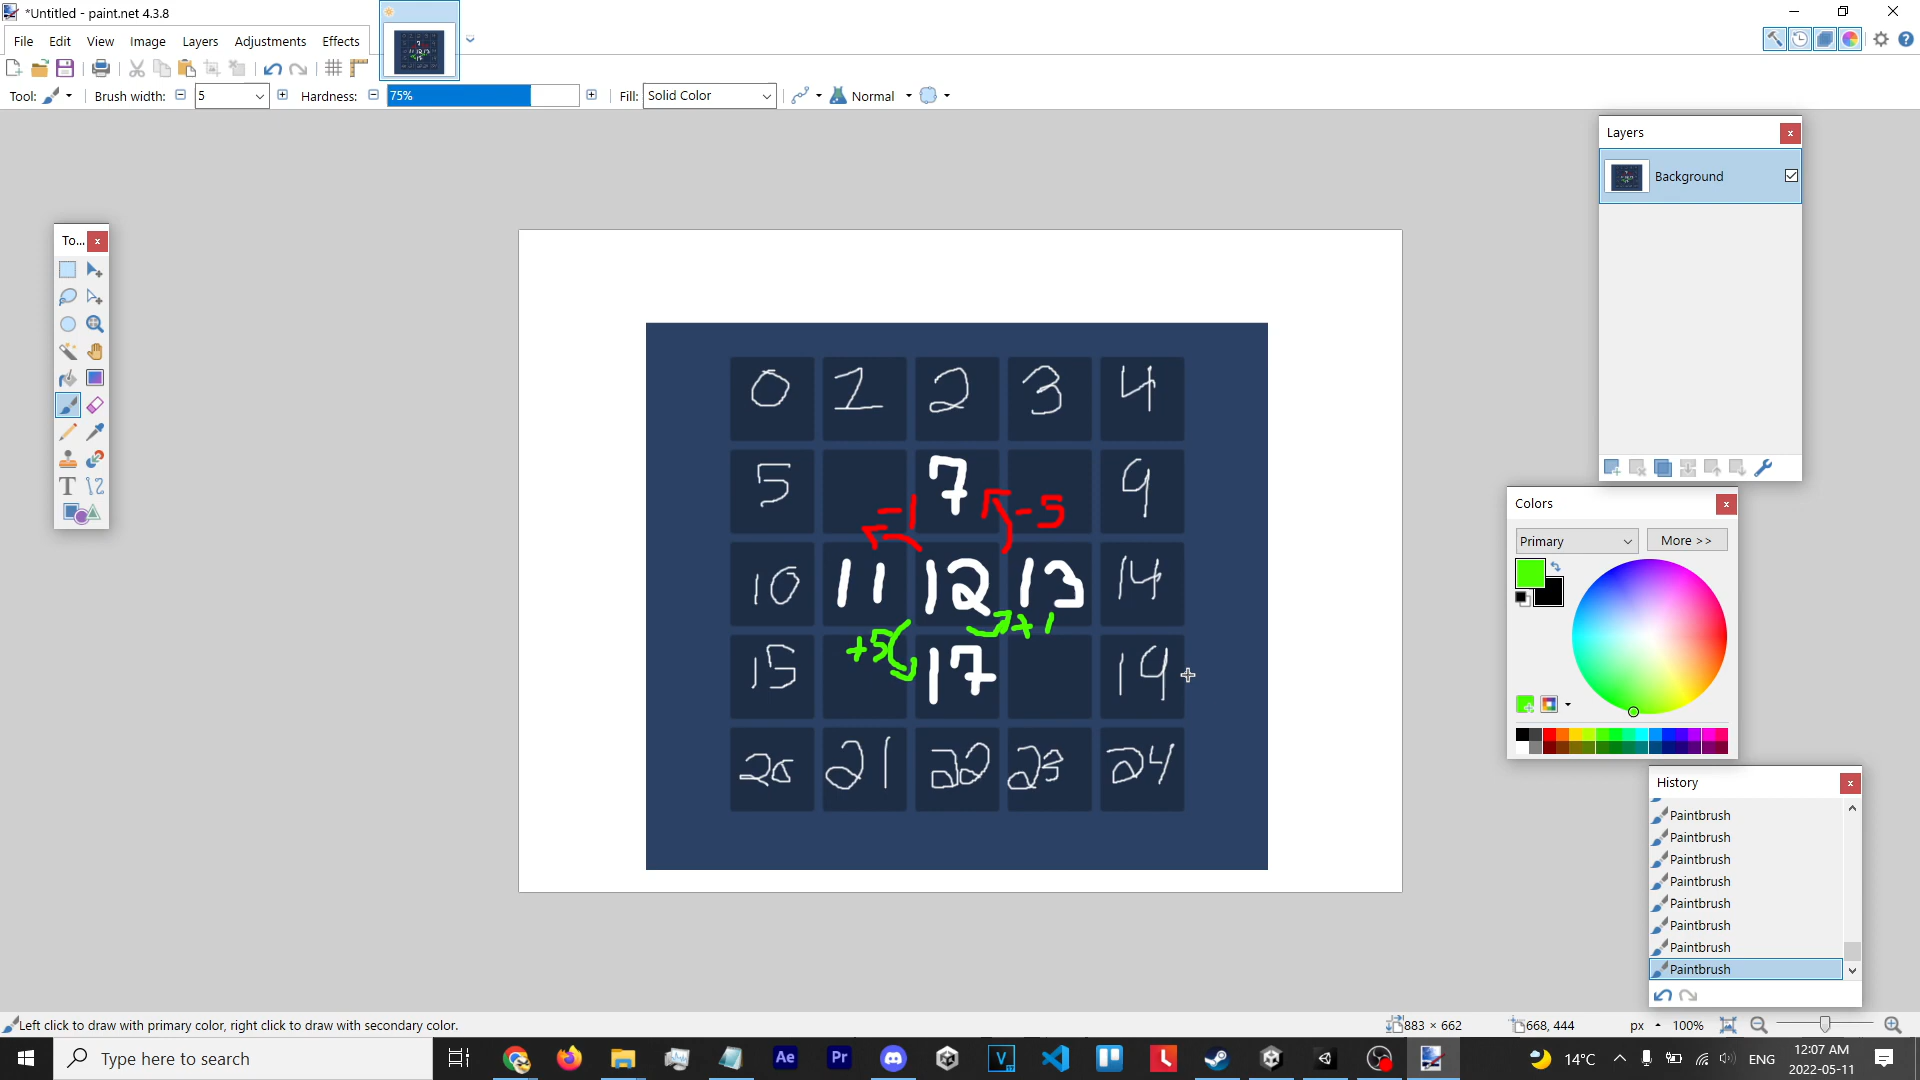 *Untitled - paint.net 4.3.8
File Edit View Image Layers Adjustments Effects
Tool: Brush width: 5 Hardness: 75% Fill: Solid Color Normal
Layers
Background
To...
0 1 2 3 4
5 7 9
-1 -5
10 11 12 13 14
+5 +1
15 17 19
20 21 22 23 24
Colors
Primary More >>
History
Paintbrush
Paintbrush
Paintbrush
Paintbrush
Paintbrush
Paintbrush
Paintbrush
Paintbrush
Left click to draw with primary color, right click to draw with secondary color. 883 × 662 668, 444 px 100%
Type here to search Ae Pr V L 14°C ENG 12:07 AM
2022-05-11